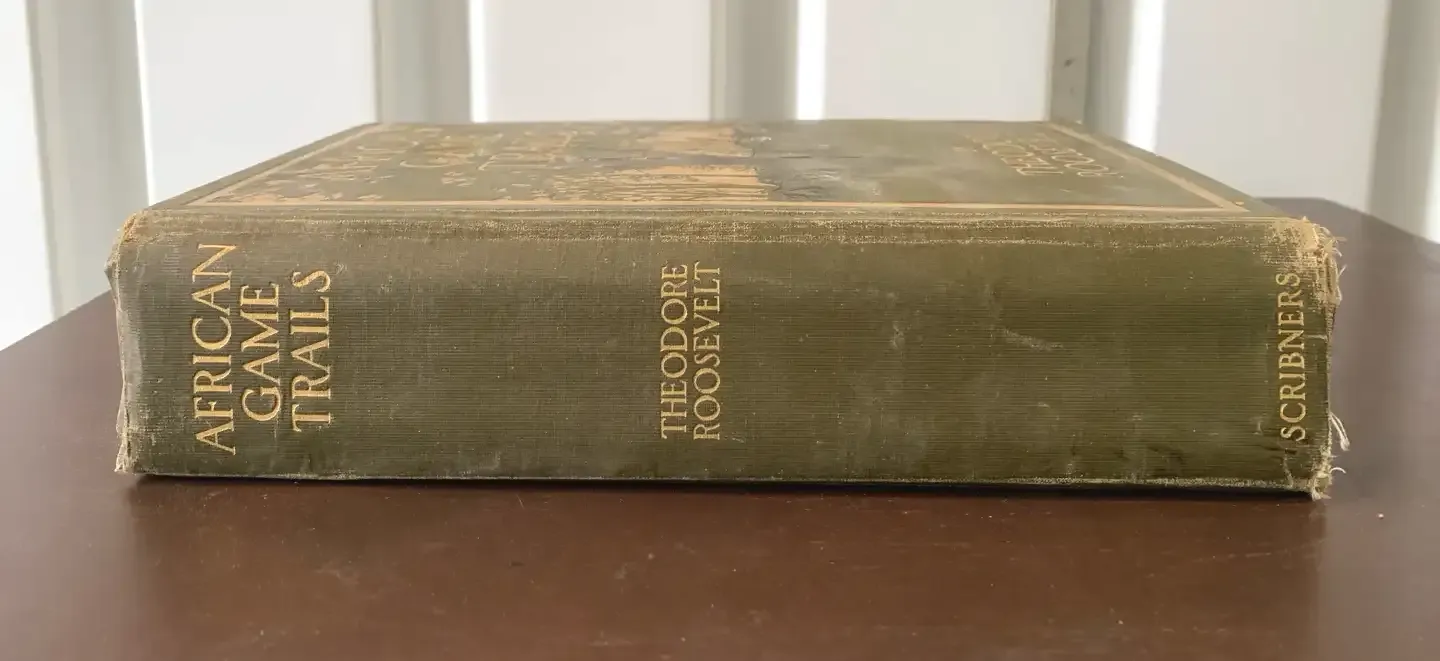 AFRICAN
GAME
TRAILS
THEODORE
ROOSEVELT
SCRIBNERS